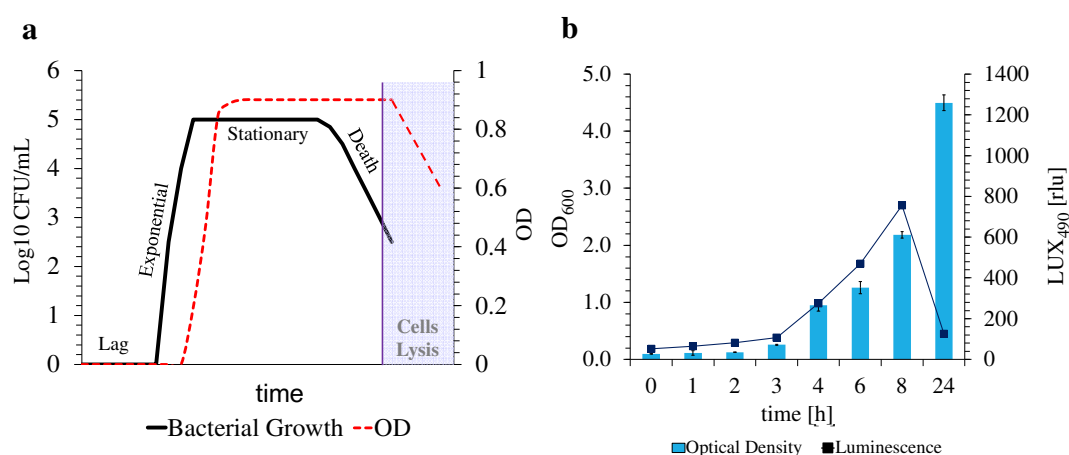 a
6
5
4
3
2
1
0
Log10 CFU/mL
Lag
Exponential
Stationary
Death
Cells
Lysis
1
0.8
0.6
0.4
0.2
0
OD
time
Bacterial Growth
OD
b
5.0
4.0
3.0
2.0
1.0
0.0
OD600
1400
1200
1000
800
600
400
200
0
LUX490 [rlu]
0 1 2 3 4 6 8 24
time [h]
Optical Density
Luminescence